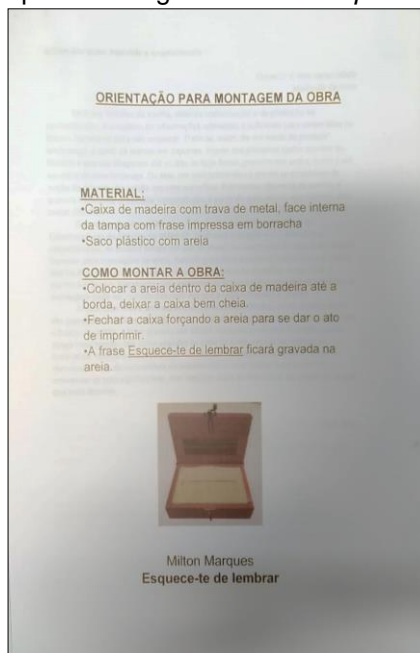 ORIENTAÇÃO PARA MONTAGEM DA OBRA
MATERIAL:
•Caixa de madeira com trava de metal, face interna
da tampa com frase impressa em borracha
•Saco plástico com areia
COMO MONTAR A OBRA:
•Colocar a areia dentro da caixa de madeira até a
borda, deixar a caixa bem cheia.
•Fechar a caixa forçando a areia para se dar o ato
de imprimir.
•A frase Esquece-te de lembrar ficará gravada na
areia.
Milton Marques
Esquece-te de lembrar